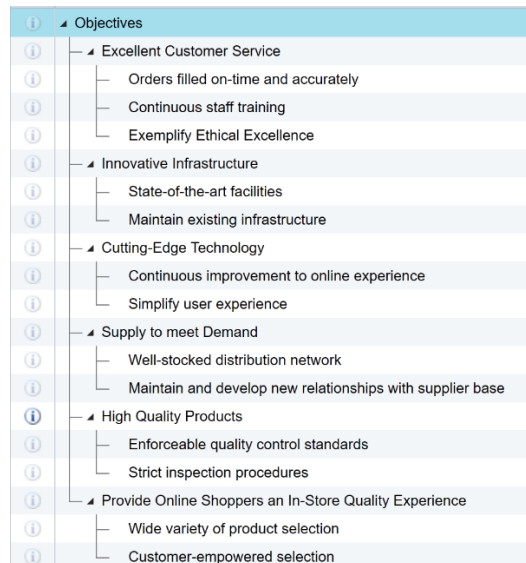 Objectives
Excellent Customer Service
Orders filled on-time and accurately
Continuous staff training
Exemplify Ethical Excellence
Innovative Infrastructure
State-of-the-art facilities
Maintain existing infrastructure
Cutting-Edge Technology
Continuous improvement to online experience
Simplify user experience
Supply to meet Demand
Well-stocked distribution network
Maintain and develop new relationships with supplier base
High Quality Products
Enforceable quality control standards
Strict inspection procedures
Provide Online Shoppers an In-Store Quality Experience
Wide variety of product selection
Customer-empowered selection